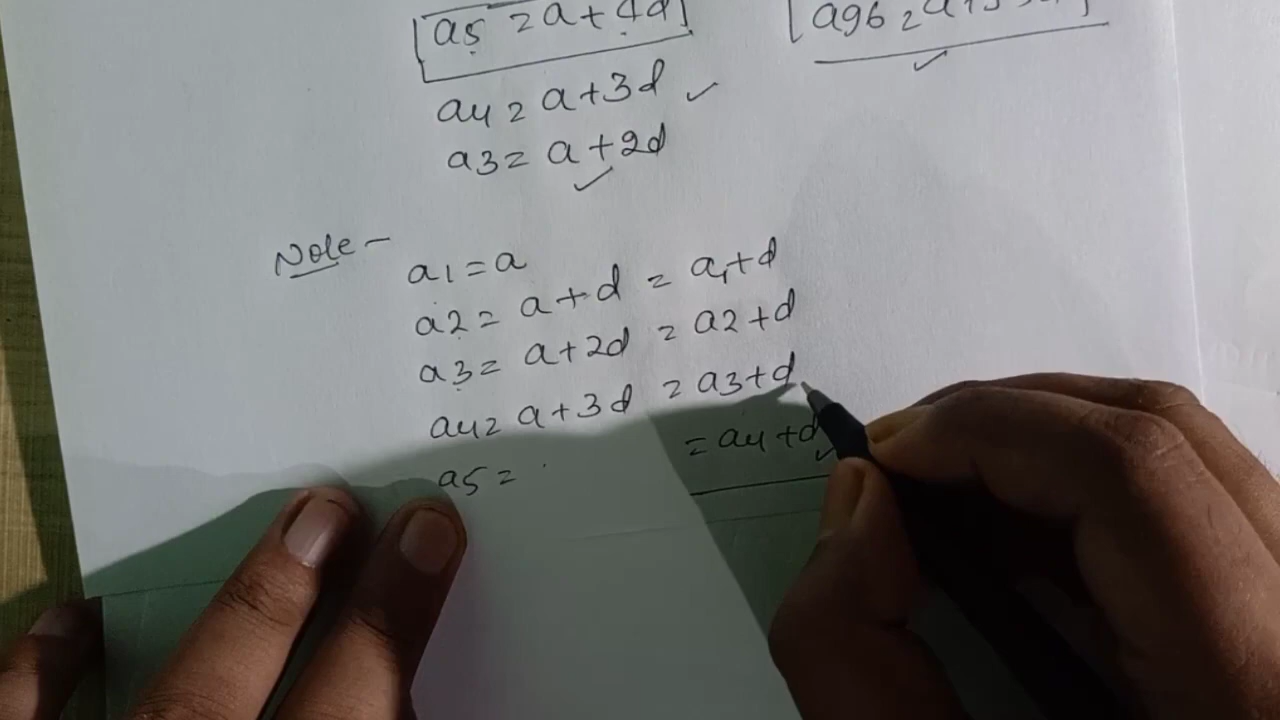 a5 = a + 4d
a96 = a +
a4 = a + 3d
a3 = a + 2d
Note -
a1 = a
a2 = a + d = a1 + d
a3 = a + 2d = a2 + d
a4 = a + 3d = a3 + d
a5 = = a4 + d